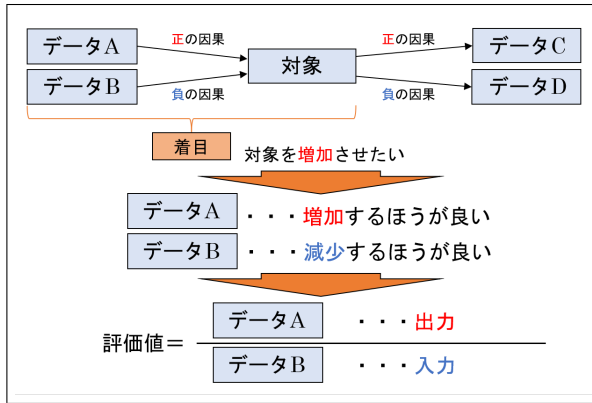 データA 正の因果 対象 正の因果 データC
データB 負の因果 負の因果 データD
着目 対象を増加させたい
データA ・・・増加するほうが良い
データB ・・・減少するほうが良い
データA ・・・出力
評価値＝
データB ・・・入力